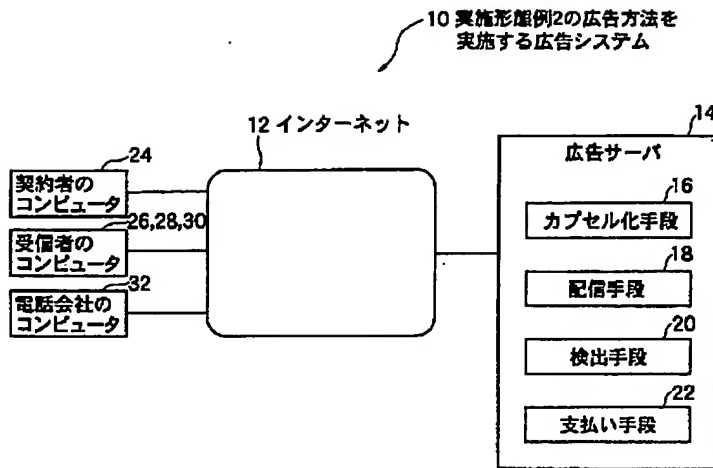 10 実施形態例2の広告方法を
実施する広告システム
12 インターネット
14
広告サーバ
24
契約者の
コンピュータ
26,28,30
受信者の
コンピュータ
32
電話会社の
コンピュータ
16
カプセル化手段
18
配信手段
20
検出手段
22
支払い手段